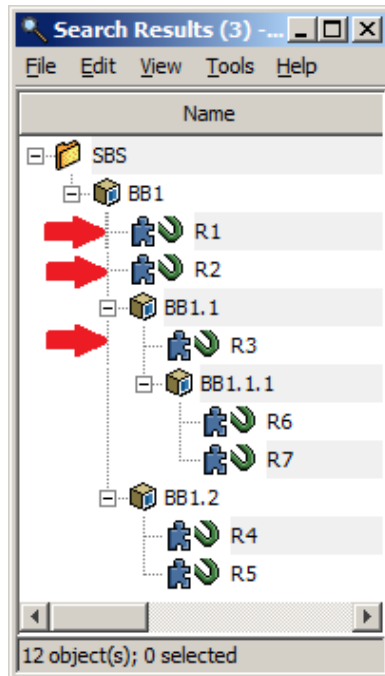 Search Results (3) -...
File Edit View Tools Help
Name
SBS
BB1
R1
R2
BB1.1
R3
BB1.1.1
R6
R7
BB1.2
R4
R5
12 object(s); 0 selected